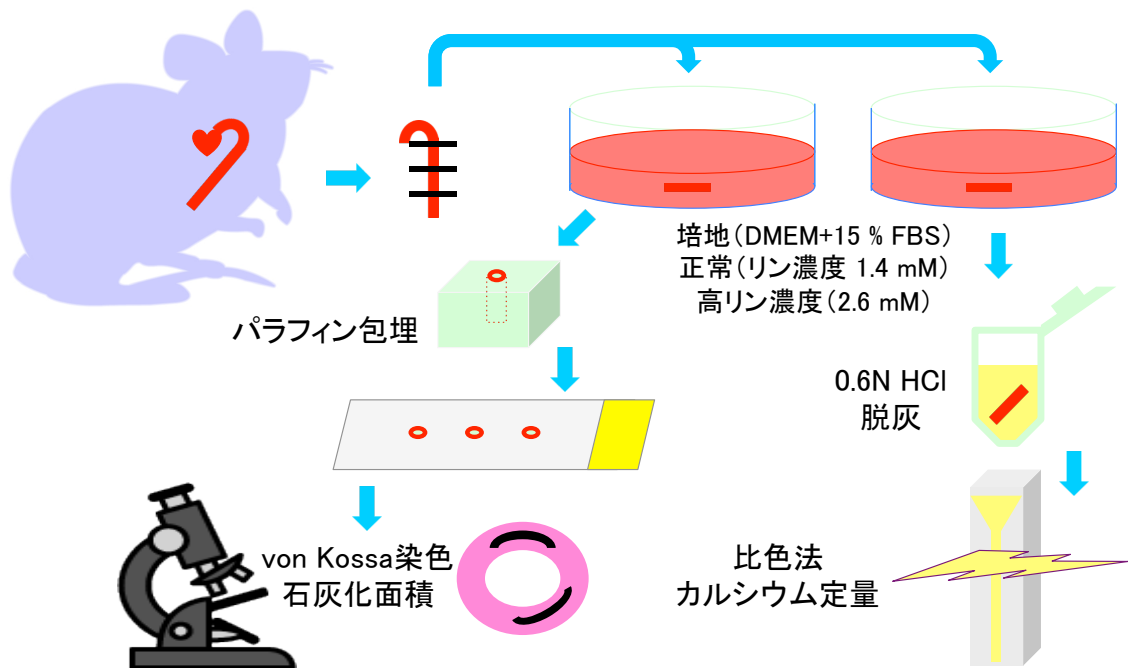 培地(DMEM+15 % FBS)
正常(リン濃度 1.4 mM)
高リン濃度(2.6 mM)
パラフィン包埋
0.6N HCl
脱灰
von Kossa染色
石灰化面積
比色法
カルシウム定量